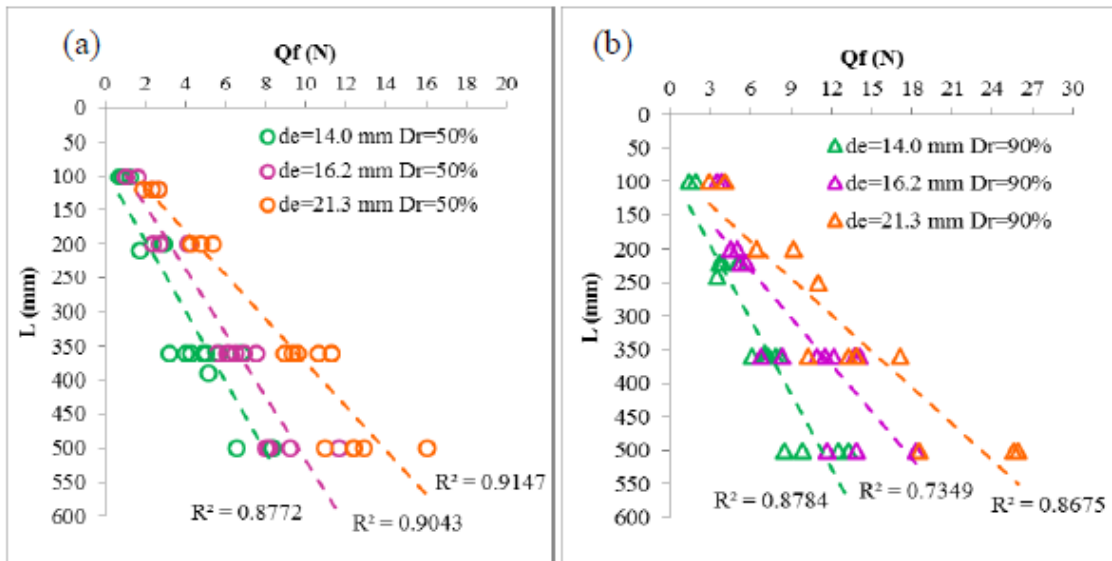 (a)
Qf (N)
0 2 4 6 8 10 12 14 16 18 20
0
50
100
150
200
250
300
350
400
450
500
550
600
L (mm)
de=14.0 mm Dr=50%
de=16.2 mm Dr=50%
de=21.3 mm Dr=50%
R² = 0.9147
R² = 0.8772
R² = 0.9043
(b)
Qf (N)
0 3 6 9 12 15 18 21 24 27 30
0
50
100
150
200
250
300
350
400
450
500
550
600
L (mm)
de=14.0 mm Dr=90%
de=16.2 mm Dr=90%
de=21.3 mm Dr=90%
R² = 0.8784
R² = 0.7349
R² = 0.8675